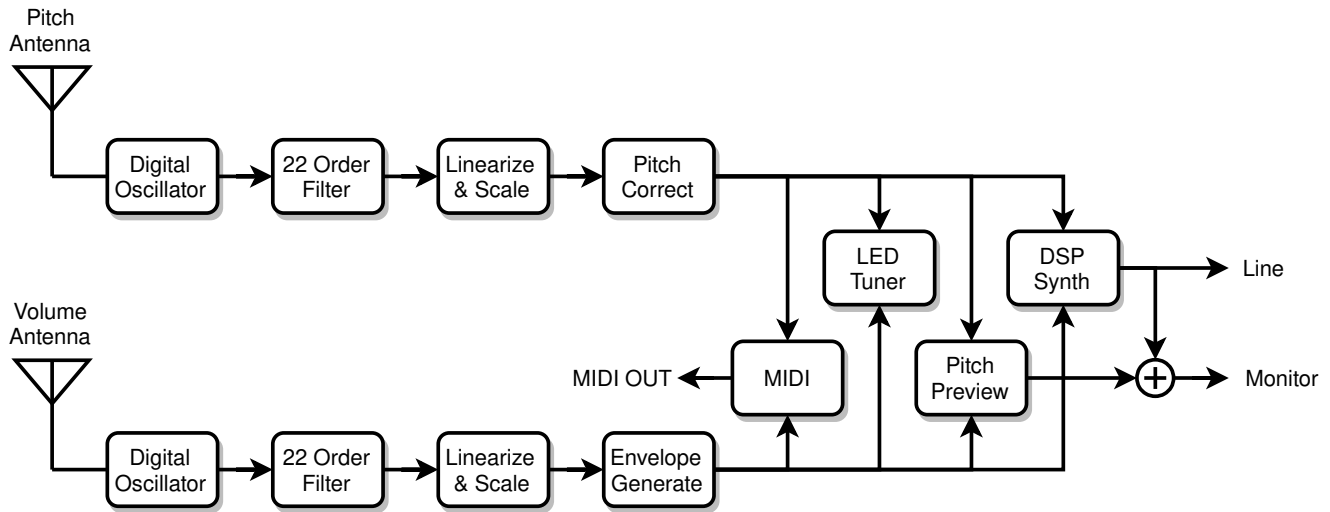 Pitch
Antenna
Digital
Oscillator
22 Order
Filter
Linearize
& Scale
Pitch
Correct
LED
Tuner
DSP
Synth
Line
Volume
Antenna
MIDI OUT
MIDI
Pitch
Preview
Monitor
Digital
Oscillator
22 Order
Filter
Linearize
& Scale
Envelope
Generate